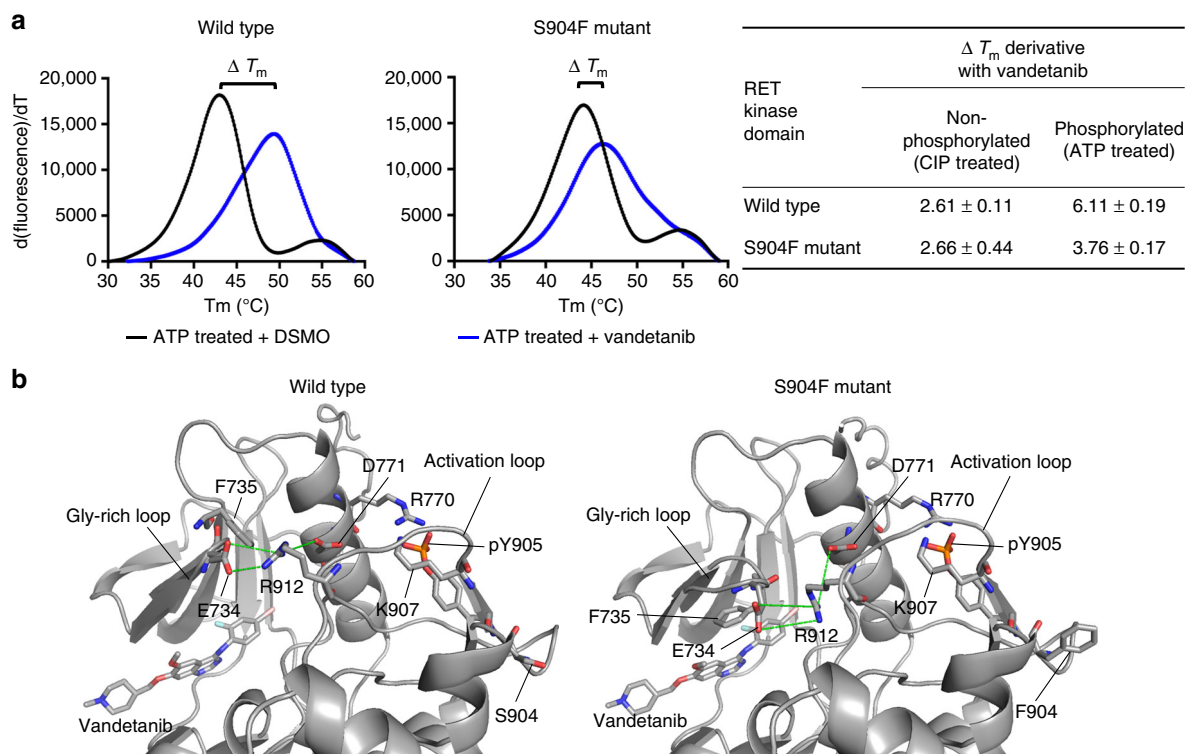 a
Wild type
Δ Tm
20,000
15,000
10,000
5000
0
d(fluorescence)/dT
30 35 40 45 50 55 60
Tm (°C)
ATP treated + DSMO
S904F mutant
Δ Tm
20,000
15,000
10,000
5000
0
30 35 40 45 50 55 60
Tm (°C)
ATP treated + vandetanib
RET
kinase
domain
Δ Tm derivative
with vandetanib
Non-
phosphorylated
(CIP treated)
Phosphorylated
(ATP treated)
Wild type 2.61 ± 0.11 6.11 ± 0.19
S904F mutant 2.66 ± 0.44 3.76 ± 0.17
b
Wild type
D771
Activation loop
F735
R770
Gly-rich loop
pY905
E734
R912
K907
S904
Vandetanib
S904F mutant
D771
Activation loop
R770
Gly-rich loop
pY905
K907
F735
R912
E734
F904
Vandetanib